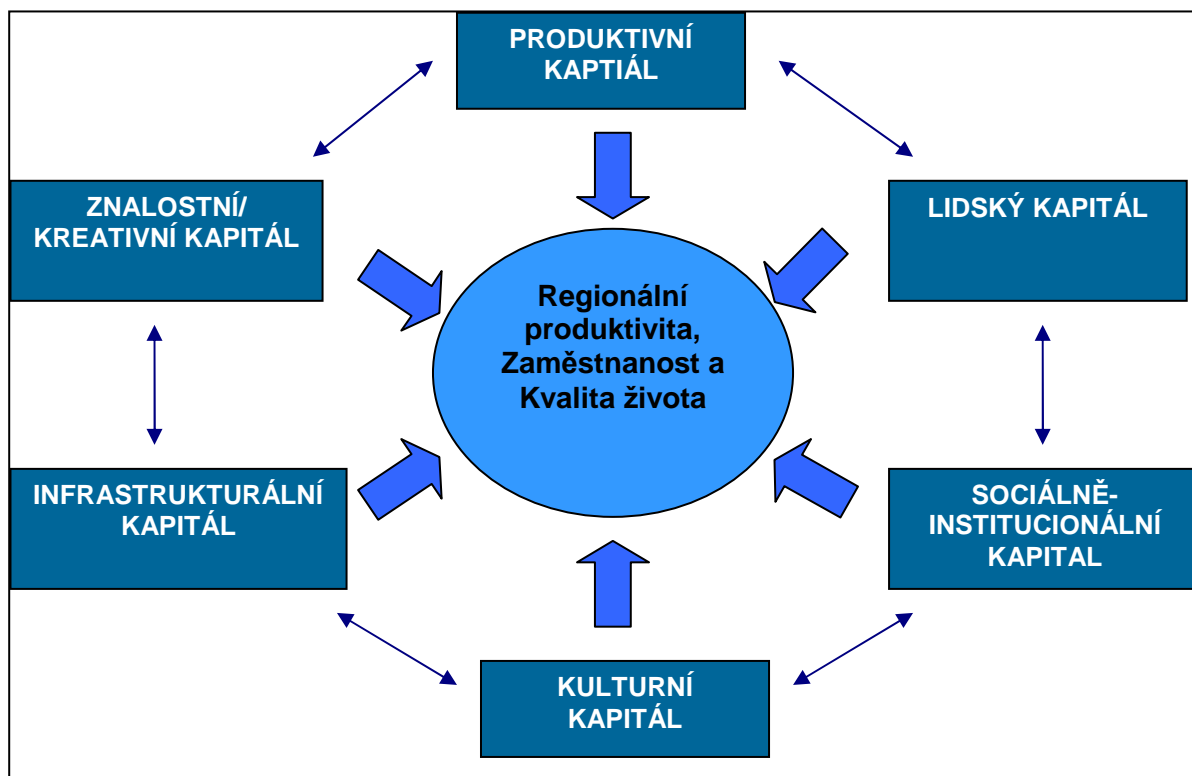 PRODUKTIVNÍ
KAPTIÁL
ZNALOSTNÍ/
KREATIVNÍ KAPITÁL
LIDSKÝ KAPITÁL
Regionální
produktivita,
Zaměstnanost a
Kvalita života
INFRASTRUKTURÁLNÍ
KAPITÁL
SOCIÁLNĚ-
INSTITUCIONÁLNÍ
KAPITAL
KULTURNÍ
KAPITÁL